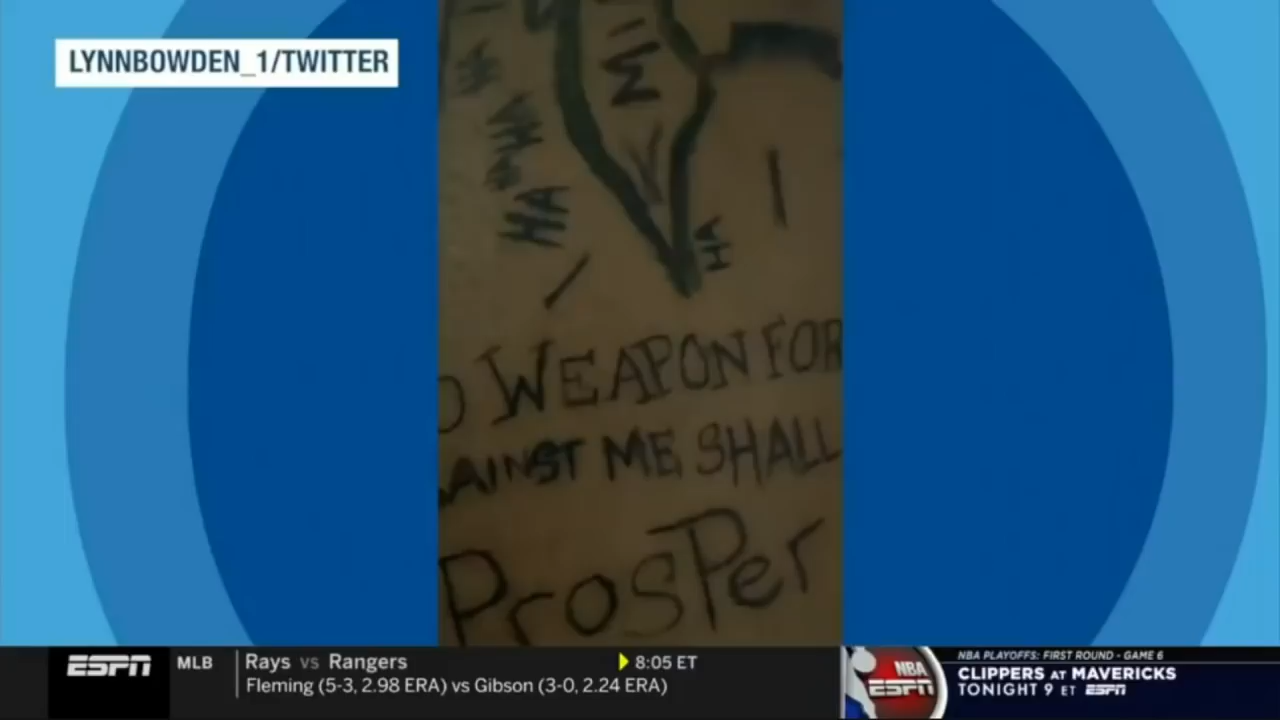 LYNNBOWDEN_1/TWITTER
HA
HA
HA
WEAPON FOR
AINST ME SHALL
ProsPer
ESPN
MLB
Rays vs Rangers
8:05 ET
Fleming (5-3, 2.98 ERA) vs Gibson (3-0, 2.24 ERA)
NBA
ESPN
NBA PLAYOFFS: FIRST ROUND - GAME 6
CLIPPERS AT MAVERICKS
TONIGHT 9 ET ESPN